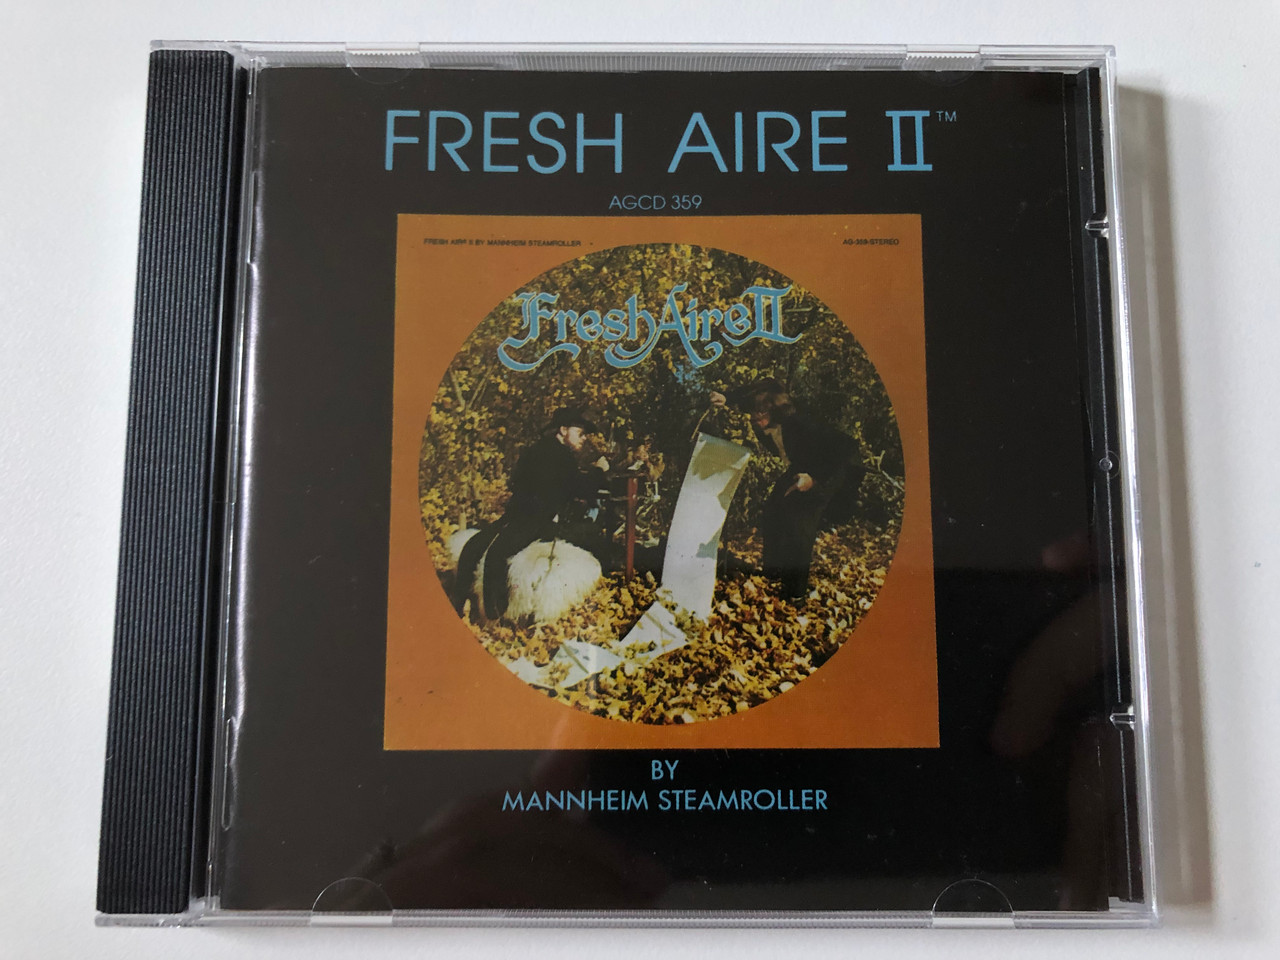 FRESH AIRE II™
AGCD 359
FRESH AIRE II BY MANNHEIM STEAMROLLER
AG-359-STEREO
Fresh Aire II
BY
MANNHEIM STEAMROLLER